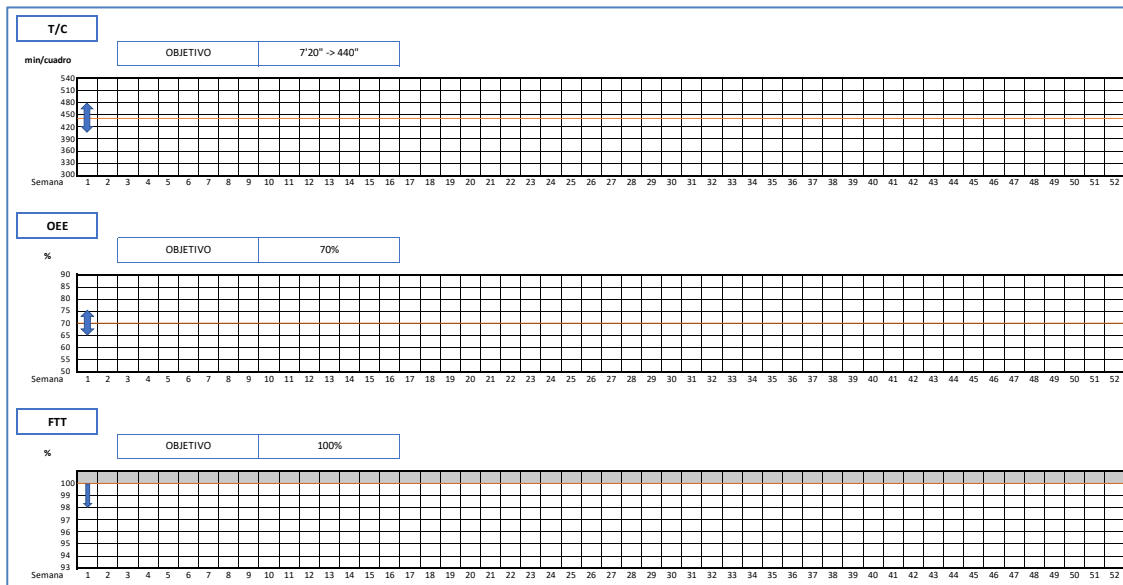 T/C
OBJETIVO 7'20" -> 440"
min/cuadro
540
510
480
450
420
390
360
330
300
Semana 1 2 3 4 5 6 7 8 9 10 11 12 13 14 15 16 17 18 19 20 21 22 23 24 25 26 27 28 29 30 31 32 33 34 35 36 37 38 39 40 41 42 43 44 45 46 47 48 49 50 51 52
OEE
OBJETIVO 70%
%
90
85
80
75
70
65
60
55
50
Semana 1 2 3 4 5 6 7 8 9 10 11 12 13 14 15 16 17 18 19 20 21 22 23 24 25 26 27 28 29 30 31 32 33 34 35 36 37 38 39 40 41 42 43 44 45 46 47 48 49 50 51 52
FTT
OBJETIVO 100%
%
100
99
98
97
96
95
94
93
Semana 1 2 3 4 5 6 7 8 9 10 11 12 13 14 15 16 17 18 19 20 21 22 23 24 25 26 27 28 29 30 31 32 33 34 35 36 37 38 39 40 41 42 43 44 45 46 47 48 49 50 51 52